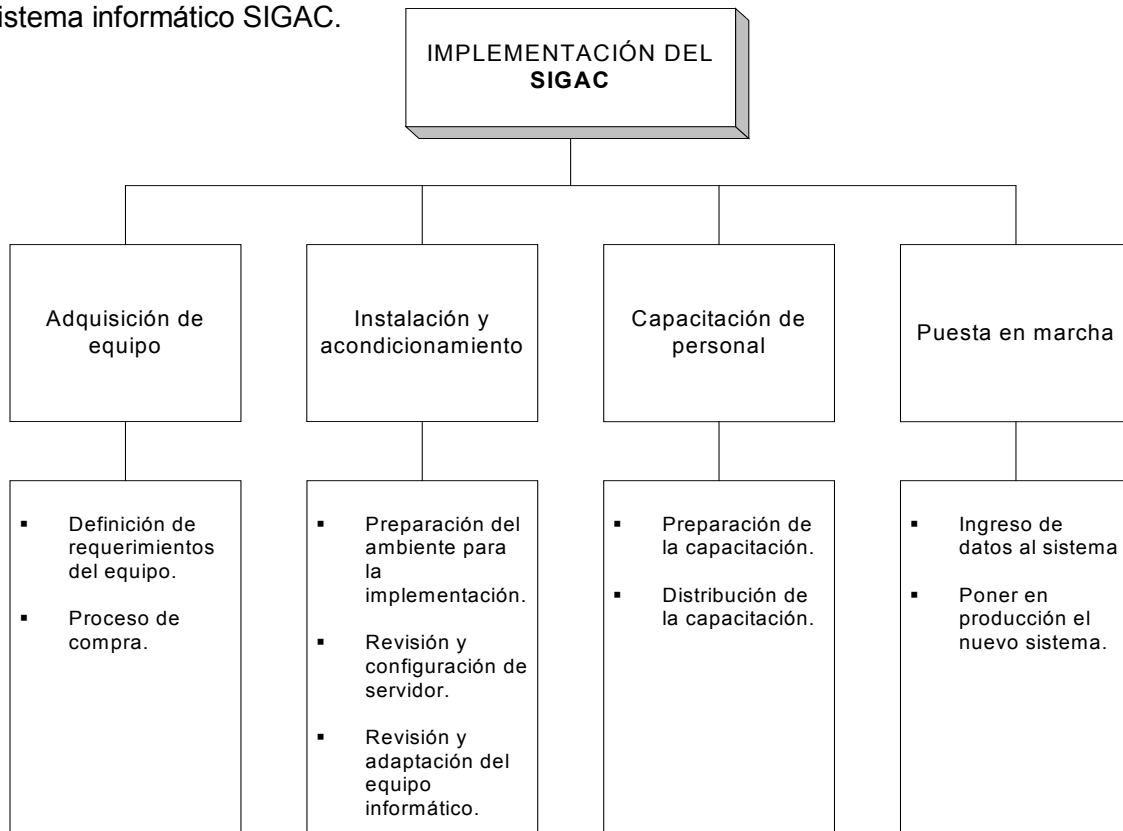 istema informático SIGAC.
IMPLEMENTACIÓN DEL
SIGAC
Adquisición de
equipo
Instalación y
acondicionamiento
Capacitación de
personal
Puesta en marcha
▪ Definición de
requerimientos
del equipo.
▪ Proceso de
compra.
▪ Preparación del
ambiente para
la
implementación.
▪ Revisión y
configuración de
servidor.
▪ Revisión y
adaptación del
equipo
informático.
▪ Preparación de
la capacitación.
▪ Distribución de
la capacitación.
▪ Ingreso de
datos al sistema
▪ Poner en
producción el
nuevo sistema.